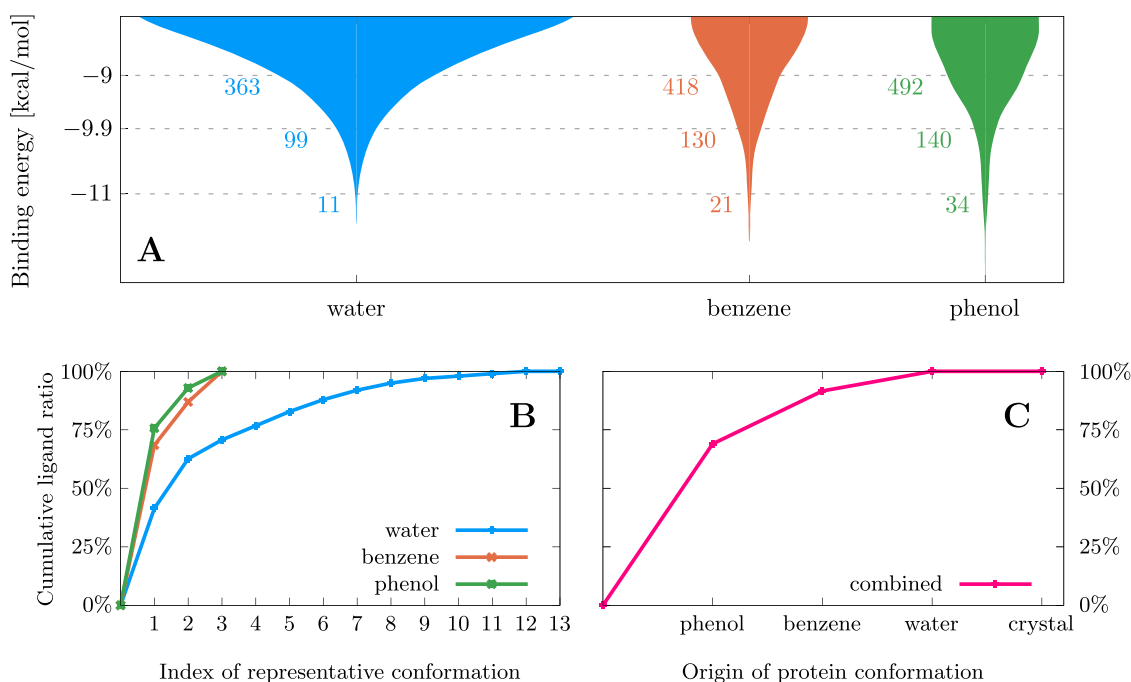 Binding energy [kcal/mol]
−9
−9.9
−11
363
99
11
418
130
21
492
140
34
A
water
benzene
phenol
Cumulative ligand ratio
100%
75%
50%
25%
0%
B
water
benzene
phenol
1 2 3 4 5 6 7 8 9 10 11 12 13
Index of representative conformation
C
combined
100%
75%
50%
25%
0%
phenol benzene water crystal
Origin of protein conformation